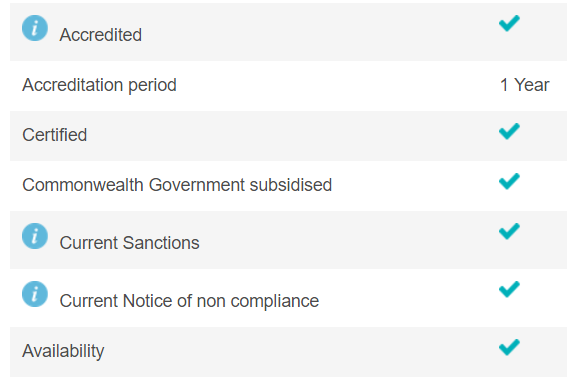 Accredited
Accreditation period 1 Year
Certified
Commonwealth Government subsidised
Current Sanctions
Current Notice of non compliance
Availability